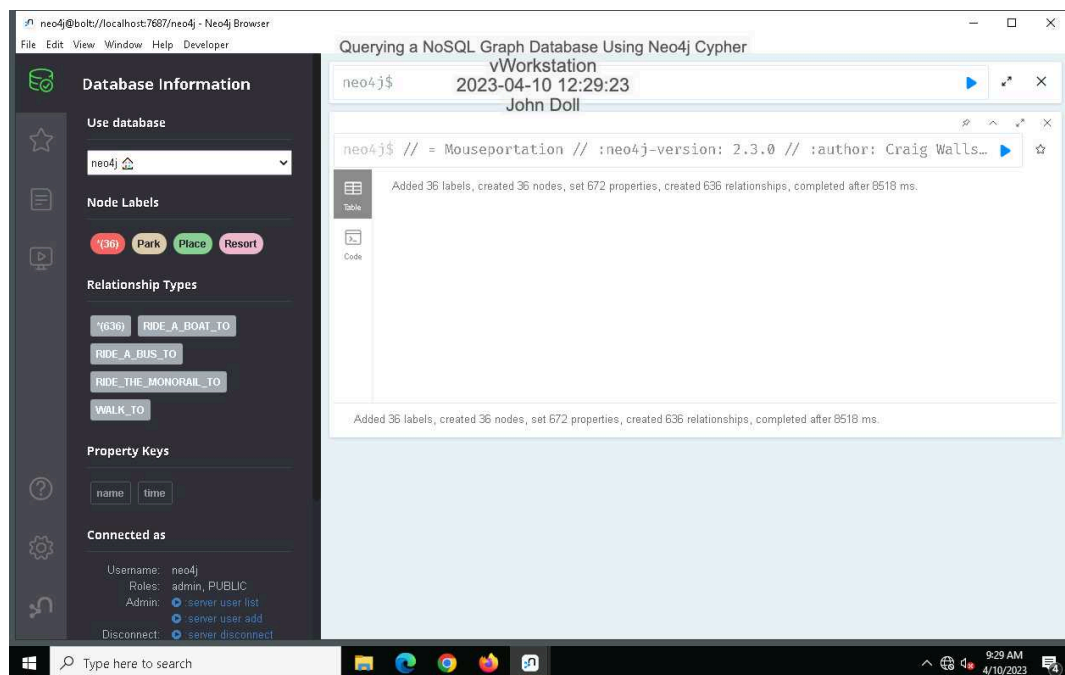 neo4j@bolt://localhost:7687/neo4j - Neo4j Browser
File Edit View Window Help Developer
Querying a NoSQL Graph Database Using Neo4j Cypher
vWorkstation
2023-04-10 12:29:23
John Doll
Database Information
Use database
neo4j
Node Labels
*(36) Park Place Resort
Relationship Types
*(636) RIDE_A_BOAT_TO
RIDE_A_BUS_TO
RIDE_THE_MONORAIL_TO
WALK_TO
Property Keys
name time
Connected as
Username: neo4j
Roles: admin, PUBLIC
Admin: :server user list
:server user add
Disconnect: :server disconnect
neo4j$
neo4j$ // = Mouseportation // :neo4j-version: 2.3.0 // :author: Craig Walls…
Table
Code
Added 36 labels, created 36 nodes, set 672 properties, created 636 relationships, completed after 8518 ms.
Added 36 labels, created 36 nodes, set 672 properties, created 636 relationships, completed after 8518 ms.
Type here to search
9:29 AM
4/10/2023
4